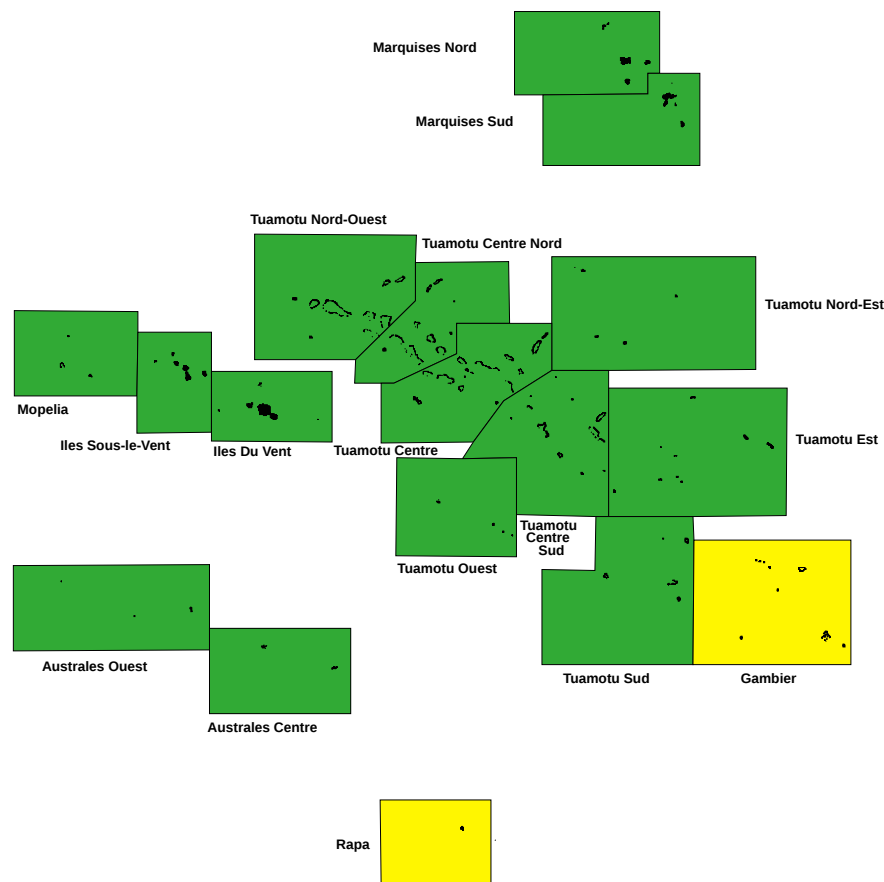 Marquises Nord
Marquises Sud
Tuamotu Nord-Ouest
Tuamotu Centre Nord
Tuamotu Nord-Est
Mopelia
Iles Sous-le-Vent
Iles Du Vent
Tuamotu Centre
Tuamotu Est
Tuamotu
Centre
Sud
Tuamotu Ouest
Australes Ouest
Tuamotu Sud
Gambier
Australes Centre
Rapa